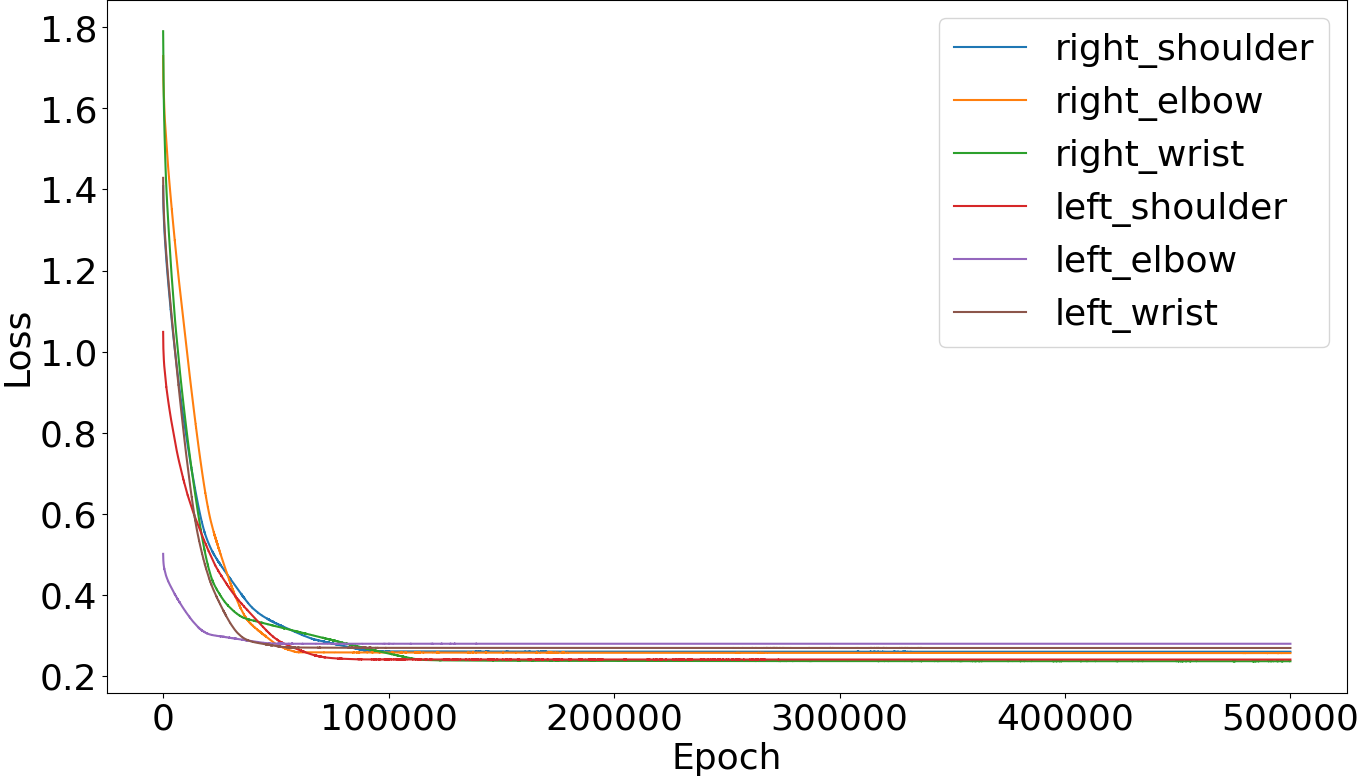 1.8
1.6
1.4
1.2
1.0
0.8
0.6
0.4
0.2
Loss
right_shoulder
right_elbow
right_wrist
left_shoulder
left_elbow
left_wrist
0 100000 200000 300000 400000 500000
Epoch